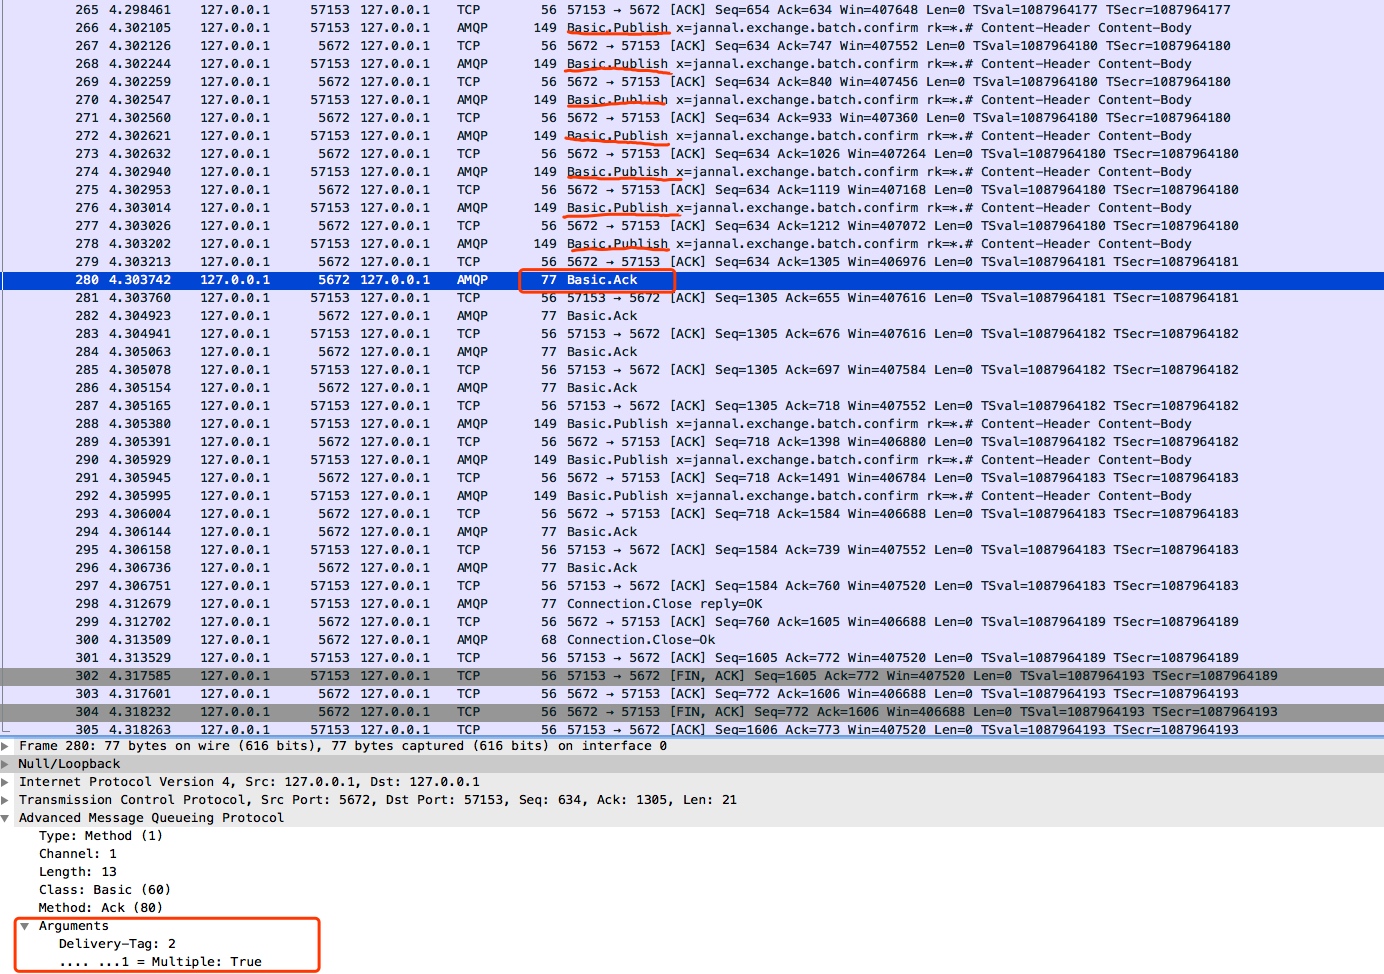 265 4.298461 127.0.0.1 57153 127.0.0.1 TCP 56 57153 → 5672 [ACK] Seq=654 Ack=634 Win=407648 Len=0 TSval=1087964177 TSecr=1087964177
266 4.302105 127.0.0.1 57153 127.0.0.1 AMQP 149 Basic.Publish x=jannal.exchange.batch.confirm rk=*.# Content-Header Content-Body
267 4.302126 127.0.0.1 5672 127.0.0.1 TCP 56 5672 → 57153 [ACK] Seq=634 Ack=747 Win=407552 Len=0 TSval=1087964180 TSecr=1087964180
268 4.302244 127.0.0.1 57153 127.0.0.1 AMQP 149 Basic.Publish x=jannal.exchange.batch.confirm rk=*.# Content-Header Content-Body
269 4.302259 127.0.0.1 5672 127.0.0.1 TCP 56 5672 → 57153 [ACK] Seq=634 Ack=840 Win=407456 Len=0 TSval=1087964180 TSecr=1087964180
270 4.302547 127.0.0.1 57153 127.0.0.1 AMQP 149 Basic.Publish x=jannal.exchange.batch.confirm rk=*.# Content-Header Content-Body
271 4.302560 127.0.0.1 5672 127.0.0.1 TCP 56 5672 → 57153 [ACK] Seq=634 Ack=933 Win=407360 Len=0 TSval=1087964180 TSecr=1087964180
272 4.302621 127.0.0.1 57153 127.0.0.1 AMQP 149 Basic.Publish x=jannal.exchange.batch.confirm rk=*.# Content-Header Content-Body
273 4.302632 127.0.0.1 5672 127.0.0.1 TCP 56 5672 → 57153 [ACK] Seq=634 Ack=1026 Win=407264 Len=0 TSval=1087964180 TSecr=1087964180
274 4.302940 127.0.0.1 57153 127.0.0.1 AMQP 149 Basic.Publish x=jannal.exchange.batch.confirm rk=*.# Content-Header Content-Body
275 4.302953 127.0.0.1 5672 127.0.0.1 TCP 56 5672 → 57153 [ACK] Seq=634 Ack=1119 Win=407168 Len=0 TSval=1087964180 TSecr=1087964180
276 4.303014 127.0.0.1 57153 127.0.0.1 AMQP 149 Basic.Publish x=jannal.exchange.batch.confirm rk=*.# Content-Header Content-Body
277 4.303026 127.0.0.1 5672 127.0.0.1 TCP 56 5672 → 57153 [ACK] Seq=634 Ack=1212 Win=407072 Len=0 TSval=1087964180 TSecr=1087964180
278 4.303202 127.0.0.1 57153 127.0.0.1 AMQP 149 Basic.Publish x=jannal.exchange.batch.confirm rk=*.# Content-Header Content-Body
279 4.303213 127.0.0.1 5672 127.0.0.1 TCP 56 5672 → 57153 [ACK] Seq=634 Ack=1305 Win=406976 Len=0 TSval=1087964181 TSecr=1087964181
280 4.303742 127.0.0.1 5672 127.0.0.1 AMQP 77 Basic.Ack
281 4.303760 127.0.0.1 57153 127.0.0.1 TCP 56 57153 → 5672 [ACK] Seq=1305 Ack=655 Win=407616 Len=0 TSval=1087964181 TSecr=1087964181
282 4.304923 127.0.0.1 5672 127.0.0.1 AMQP 77 Basic.Ack
283 4.304941 127.0.0.1 57153 127.0.0.1 TCP 56 57153 → 5672 [ACK] Seq=1305 Ack=676 Win=407616 Len=0 TSval=1087964182 TSecr=1087964182
284 4.305063 127.0.0.1 5672 127.0.0.1 AMQP 77 Basic.Ack
285 4.305078 127.0.0.1 57153 127.0.0.1 TCP 56 57153 → 5672 [ACK] Seq=1305 Ack=697 Win=407584 Len=0 TSval=1087964182 TSecr=1087964182
286 4.305154 127.0.0.1 5672 127.0.0.1 AMQP 77 Basic.Ack
287 4.305165 127.0.0.1 57153 127.0.0.1 TCP 56 57153 → 5672 [ACK] Seq=1305 Ack=718 Win=407552 Len=0 TSval=1087964182 TSecr=1087964182
288 4.305380 127.0.0.1 57153 127.0.0.1 AMQP 149 Basic.Publish x=jannal.exchange.batch.confirm rk=*.# Content-Header Content-Body
289 4.305391 127.0.0.1 5672 127.0.0.1 TCP 56 5672 → 57153 [ACK] Seq=718 Ack=1398 Win=406880 Len=0 TSval=1087964182 TSecr=1087964182
290 4.305929 127.0.0.1 57153 127.0.0.1 AMQP 149 Basic.Publish x=jannal.exchange.batch.confirm rk=*.# Content-Header Content-Body
291 4.305945 127.0.0.1 5672 127.0.0.1 TCP 56 5672 → 57153 [ACK] Seq=718 Ack=1491 Win=406784 Len=0 TSval=1087964183 TSecr=1087964183
292 4.305995 127.0.0.1 57153 127.0.0.1 AMQP 149 Basic.Publish x=jannal.exchange.batch.confirm rk=*.# Content-Header Content-Body
293 4.306004 127.0.0.1 5672 127.0.0.1 TCP 56 5672 → 57153 [ACK] Seq=718 Ack=1584 Win=406688 Len=0 TSval=1087964183 TSecr=1087964183
294 4.306144 127.0.0.1 5672 127.0.0.1 AMQP 77 Basic.Ack
295 4.306158 127.0.0.1 57153 127.0.0.1 TCP 56 57153 → 5672 [ACK] Seq=1584 Ack=739 Win=407552 Len=0 TSval=1087964183 TSecr=1087964183
296 4.306736 127.0.0.1 5672 127.0.0.1 AMQP 77 Basic.Ack
297 4.306751 127.0.0.1 57153 127.0.0.1 TCP 56 57153 → 5672 [ACK] Seq=1584 Ack=760 Win=407520 Len=0 TSval=1087964183 TSecr=1087964183
298 4.312679 127.0.0.1 57153 127.0.0.1 AMQP 77 Connection.Close reply=OK
299 4.312702 127.0.0.1 5672 127.0.0.1 TCP 56 5672 → 57153 [ACK] Seq=760 Ack=1605 Win=406688 Len=0 TSval=1087964189 TSecr=1087964189
300 4.313509 127.0.0.1 5672 127.0.0.1 AMQP 68 Connection.Close-Ok
301 4.313529 127.0.0.1 57153 127.0.0.1 TCP 56 57153 → 5672 [ACK] Seq=1605 Ack=772 Win=407520 Len=0 TSval=1087964189 TSecr=1087964189
302 4.317585 127.0.0.1 57153 127.0.0.1 TCP 56 57153 → 5672 [FIN, ACK] Seq=1605 Ack=772 Win=407520 Len=0 TSval=1087964193 TSecr=1087964189
303 4.317601 127.0.0.1 5672 127.0.0.1 TCP 56 5672 → 57153 [ACK] Seq=772 Ack=1606 Win=406688 Len=0 TSval=1087964193 TSecr=1087964193
304 4.318232 127.0.0.1 5672 127.0.0.1 TCP 56 5672 → 57153 [FIN, ACK] Seq=772 Ack=1606 Win=406688 Len=0 TSval=1087964193 TSecr=1087964193
305 4.318263 127.0.0.1 57153 127.0.0.1 TCP 56 57153 → 5672 [ACK] Seq=1606 Ack=773 Win=407520 Len=0 TSval=1087964193 TSecr=1087964193
Frame 280: 77 bytes on wire (616 bits), 77 bytes captured (616 bits) on interface 0
Null/Loopback
Internet Protocol Version 4, Src: 127.0.0.1, Dst: 127.0.0.1
Transmission Control Protocol, Src Port: 5672, Dst Port: 57153, Seq: 634, Ack: 1305, Len: 21
Advanced Message Queueing Protocol
Type: Method (1)
Channel: 1
Length: 13
Class: Basic (60)
Method: Ack (80)
Arguments
Delivery-Tag: 2
.... ...1 = Multiple: True